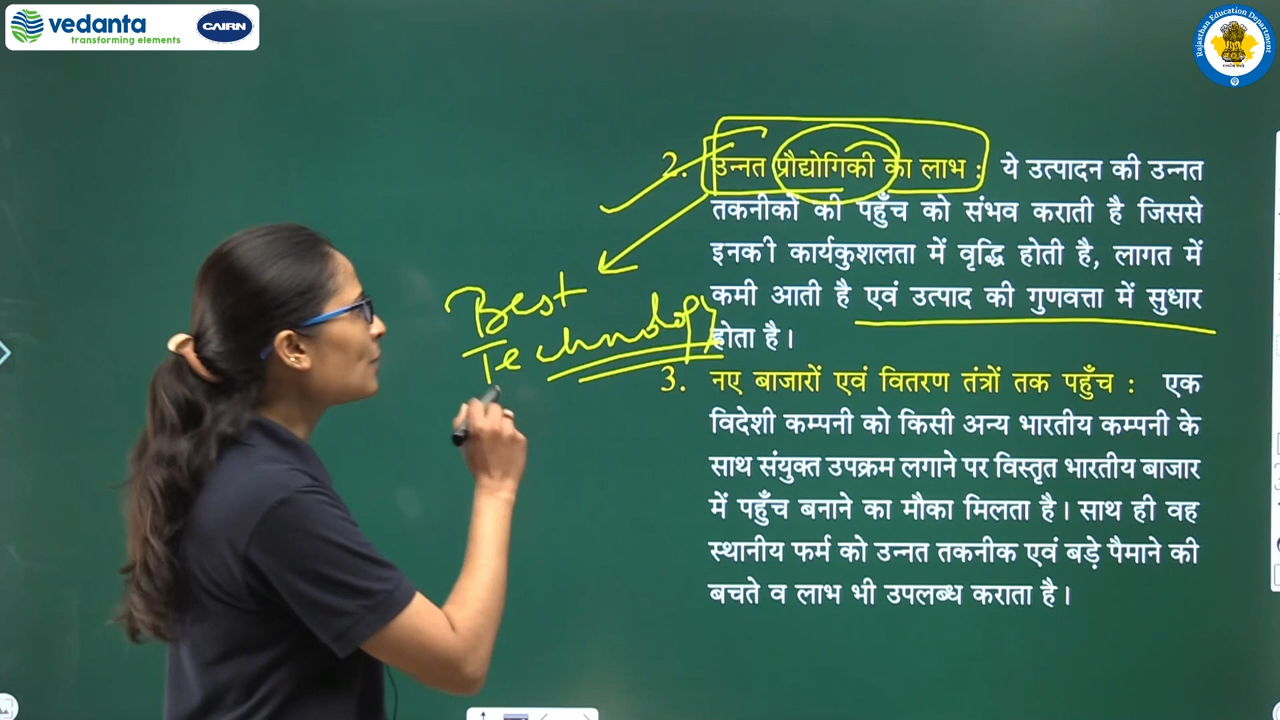 vedanta
transforming elements
CAIRN
Rajasthan Education Department
2. उन्नत प्रौद्योगिकी का लाभ : ये उत्पादन की उन्नत
तकनीकों की पहुँच को संभव कराती है जिससे
इनकी कार्यकुशलता में वृद्धि होती है, लागत में
कमी आती है एवं उत्पाद की गुणवत्ता में सुधार
होता है।
Best
Technology
3. नए बाजारों एवं वितरण तंत्रों तक पहुँच : एक
विदेशी कम्पनी को किसी अन्य भारतीय कम्पनी के
साथ संयुक्त उपक्रम लगाने पर विस्तृत भारतीय बाजार
में पहुँच बनाने का मौका मिलता है। साथ ही वह
स्थानीय फर्म को उन्नत तकनीक एवं बड़े पैमाने की
बचते व लाभ भी उपलब्ध कराता है।